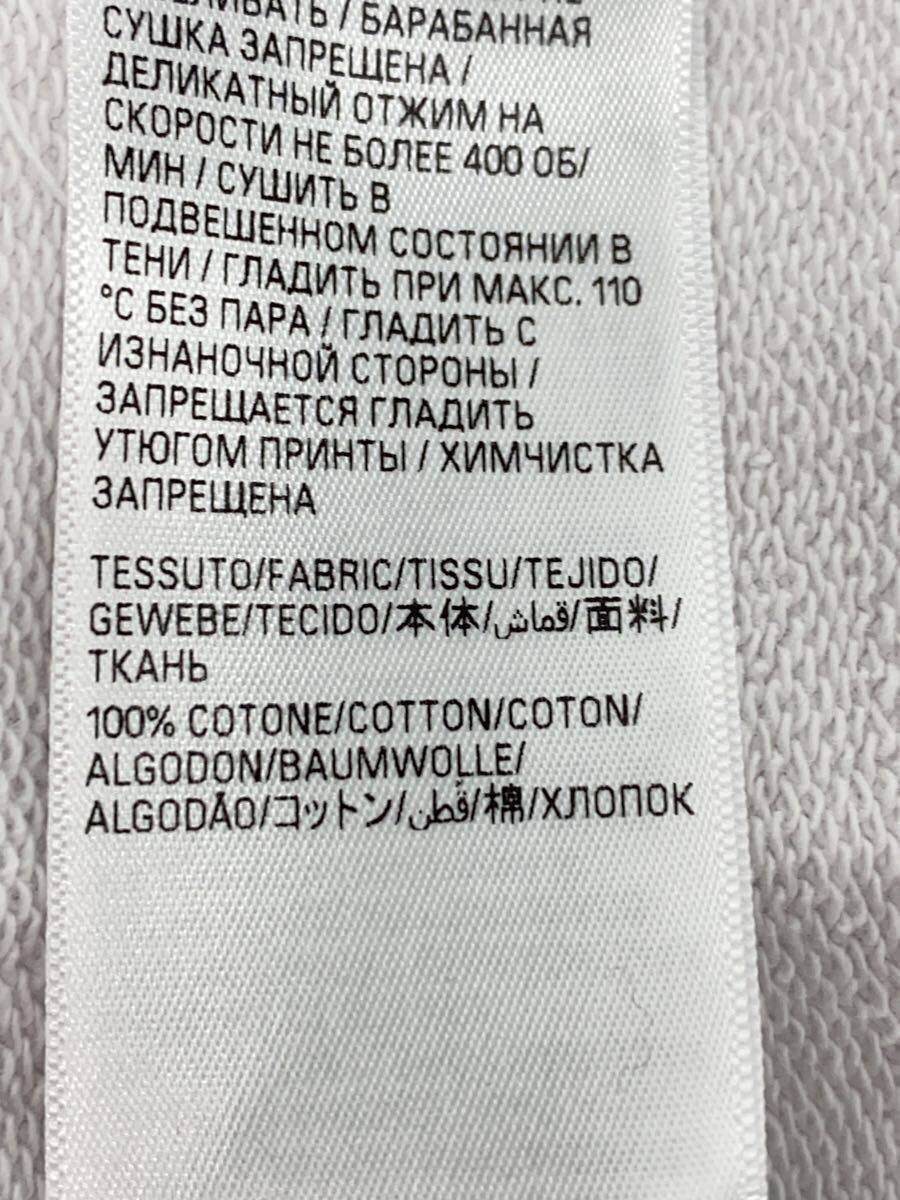 / БАРАБАННАЯ
СУШКА ЗАПРЕЩЕНА /
ДЕЛИКАТНЫЙ ОТЖИМ НА
СКОРОСТИ НЕ БОЛЕЕ 400 ОБ/
МИН / СУШИТЬ В
ПОДВЕШЕННОМ СОСТОЯНИИ В
ТЕНИ / ГЛАДИТЬ ПРИ МАКС. 110
°C БЕЗ ПАРА / ГЛАДИТЬ С
ИЗНАНОЧНОЙ СТОРОНЫ /
ЗАПРЕЩАЕТСЯ ГЛАДИТЬ
УТЮГОМ ПРИНТЫ / ХИМЧИСТКА
ЗАПРЕЩЕНА
TESSUTO/FABRIC/TISSU/TEJIDO/
GEWEBE/TECIDO/本体/قماش/面料/
ТКАНЬ
100% COTONE/COTTON/COTON/
ALGODON/BAUMWOLLE/
ALGODÃO/コットン/قُطن/棉/ХЛОПОК